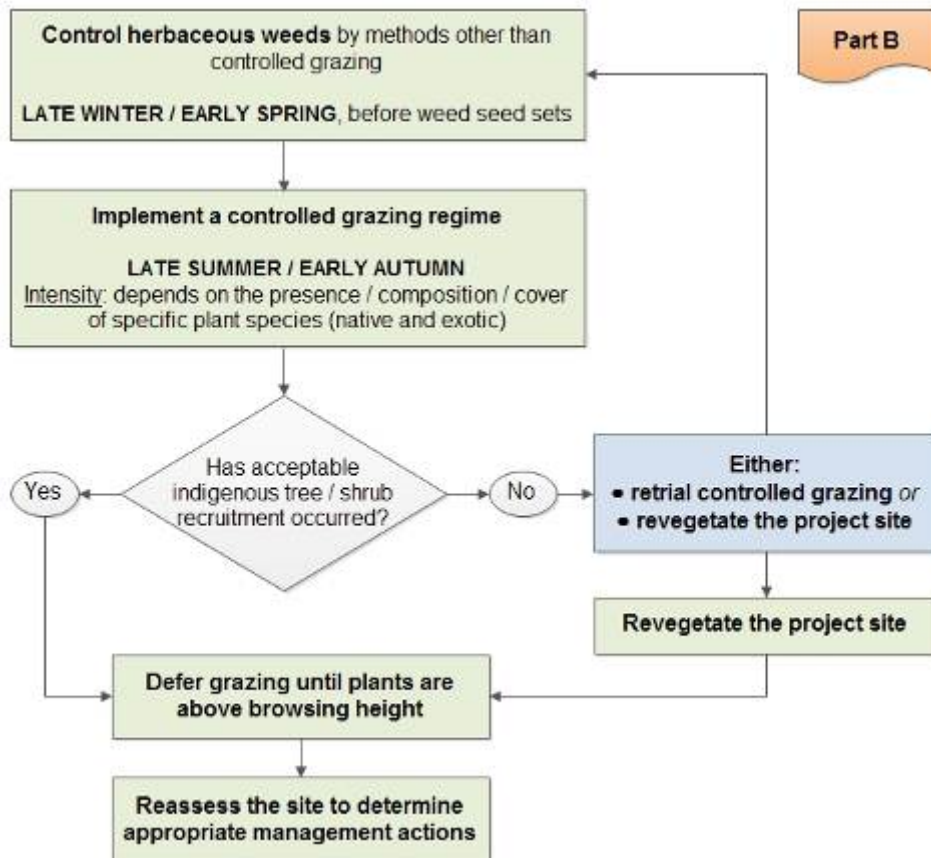 Control herbaceous weeds by methods other than
controlled grazing
LATE WINTER / EARLY SPRING, before weed seed sets
Part B
Implement a controlled grazing regime
LATE SUMMER / EARLY AUTUMN
Intensity: depends on the presence / composition / cover
of specific plant species (native and exotic)
Has acceptable
indigenous tree / shrub
recruitment occurred?
Yes
No
Either:
• retrial controlled grazing or
• revegetate the project site
Revegetate the project site
Defer grazing until plants are
above browsing height
Reassess the site to determine
appropriate management actions